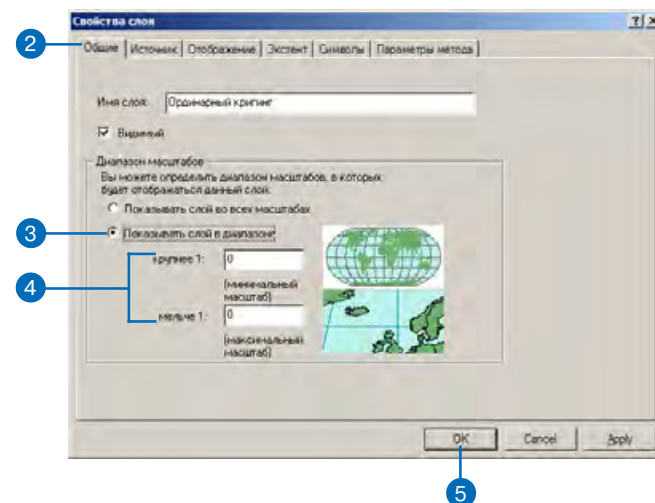 Свойства слоя
2
Общие Источник Отображение Экстент Символы Параметры метода
Имя слоя: Ординарный кригинг
Видимый
Диапазон масштабов
Вы можете определить диапазон масштабов, в которых
будет отображаться данный слой:
Показывать слой во всех масштабах
3
Показывать слой в диапазоне
крупнее 1: 0
(минимальный
масштаб)
4
мельче 1: 0
(максимальный
масштаб)
OK Cancel Apply
5